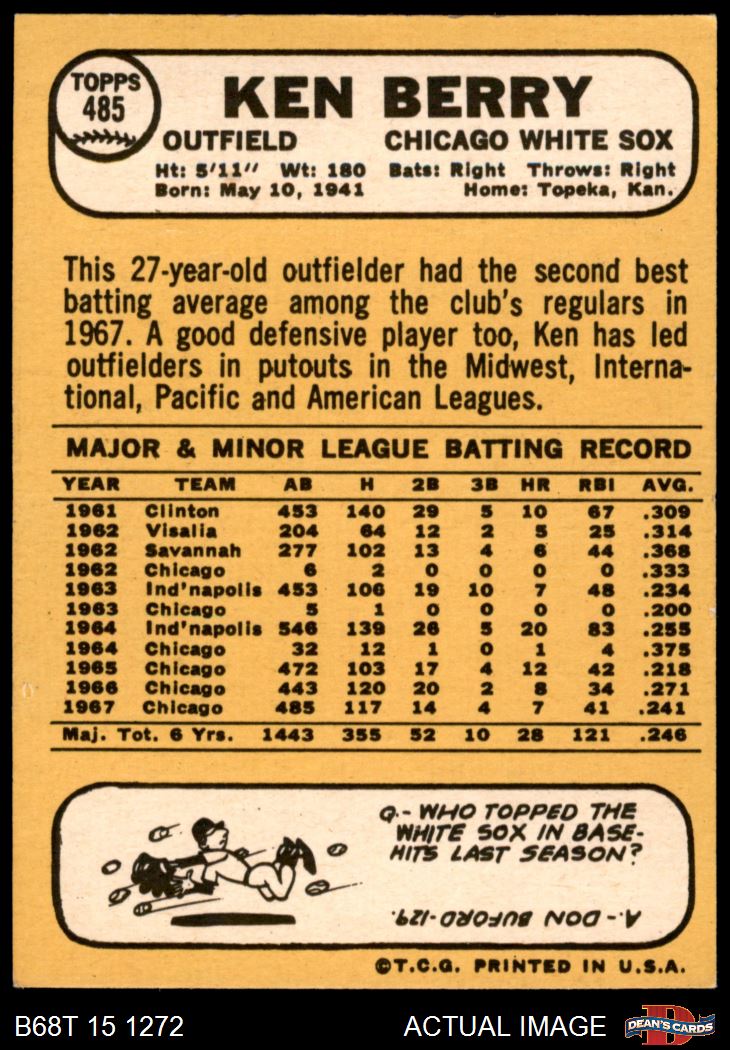 TOPPS
485
KEN BERRY
OUTFIELD CHICAGO WHITE SOX
Ht: 5'11" Wt: 180 Bats: Right Throws: Right
Born: May 10, 1941 Home: Topeka, Kan.
This 27-year-old outfielder had the second best
batting average among the club's regulars in
1967. A good defensive player too, Ken has led
outfielders in putouts in the Midwest, Interna-
tional, Pacific and American Leagues.
MAJOR & MINOR LEAGUE BATTING RECORD
YEAR TEAM AB H 2B 3B HR RBI AVG.
1961 Clinton 453 140 29 5 10 67 .309
1962 Visalia 204 64 12 2 5 25 .314
1962 Savannah 277 102 13 4 6 44 .368
1962 Chicago 6 2 0 0 0 0 .333
1963 Ind'napolis 453 106 19 10 7 48 .234
1963 Chicago 5 1 0 0 0 0 .200
1964 Ind'napolis 546 139 26 5 20 83 .255
1964 Chicago 32 12 1 0 1 4 .375
1965 Chicago 472 103 17 4 12 42 .218
1966 Chicago 443 120 20 2 8 34 .271
1967 Chicago 485 117 14 4 7 41 .241
Maj. Tot. 6 Yrs. 1443 355 52 10 28 121 .246
Q.- WHO TOPPED THE
WHITE SOX IN BASE-
HITS LAST SEASON?
A.- DON BUFORD-129.
©T.C.G. PRINTED IN U.S.A.
B68T 15 1272 ACTUAL IMAGE D DEAN'S CARDS